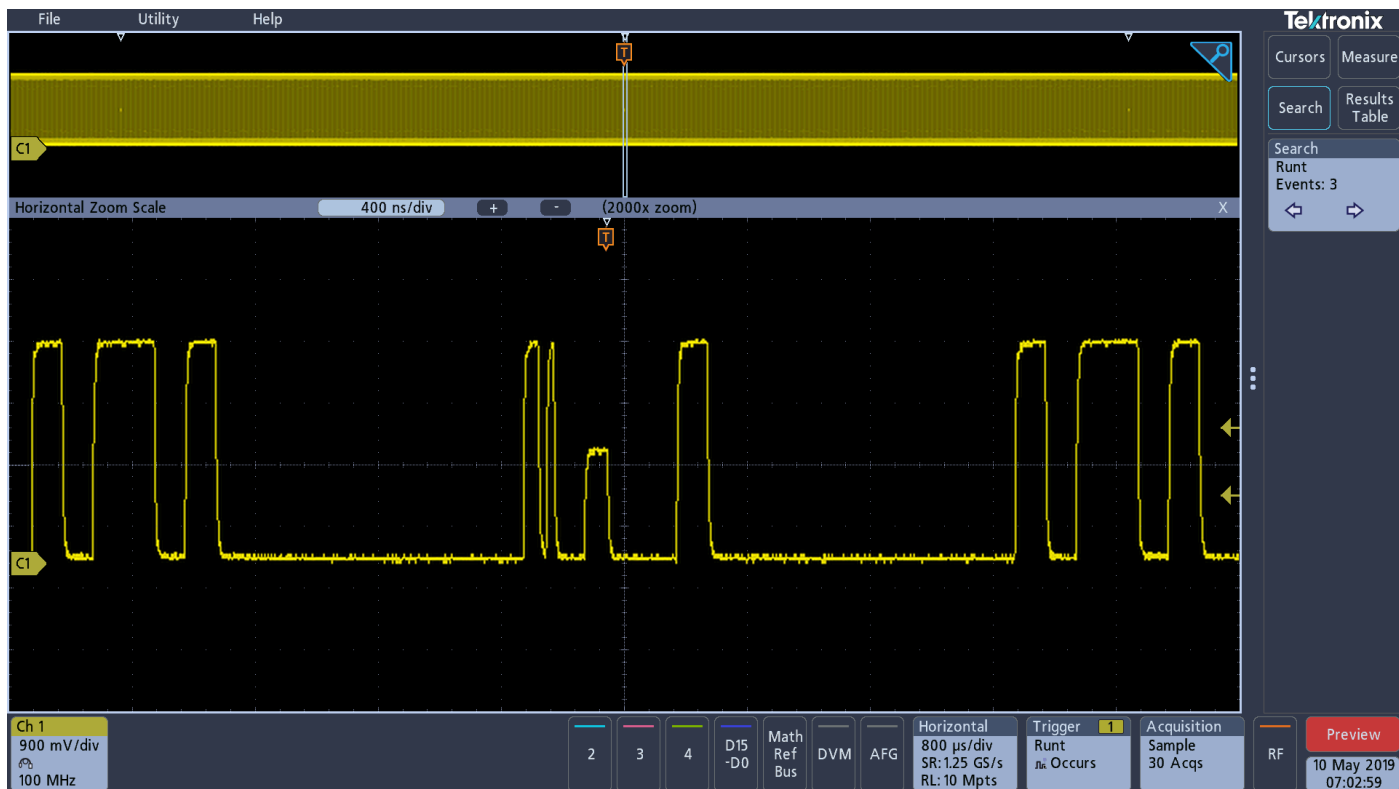 File Utility Help
Tektronix
Cursors Measure
Search Results Table
T
C1
Search
Runt
Events: 3
Horizontal Zoom Scale 400 ns/div + - (2000x zoom) X
T
C1
Ch 1
900 mV/div
100 MHz
2
3
4
D15
-D0
Math
Ref
Bus
DVM
AFG
Horizontal
800 µs/div
SR: 1.25 GS/s
RL: 10 Mpts
Trigger 1
Runt
Occurs
Acquisition
Sample
30 Acqs
RF
Preview
10 May 2019
07:02:59